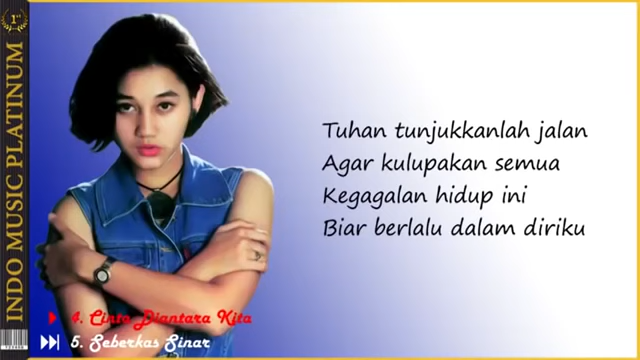 1st
INDO MUSIC PLATINUM
Tuhan tunjukkanlah jalan
Agar kulupakan semua
Kegagalan hidup ini
Biar berlalu dalam diriku
4. Cinta Diantara Kita
5. Seberkas Sinar